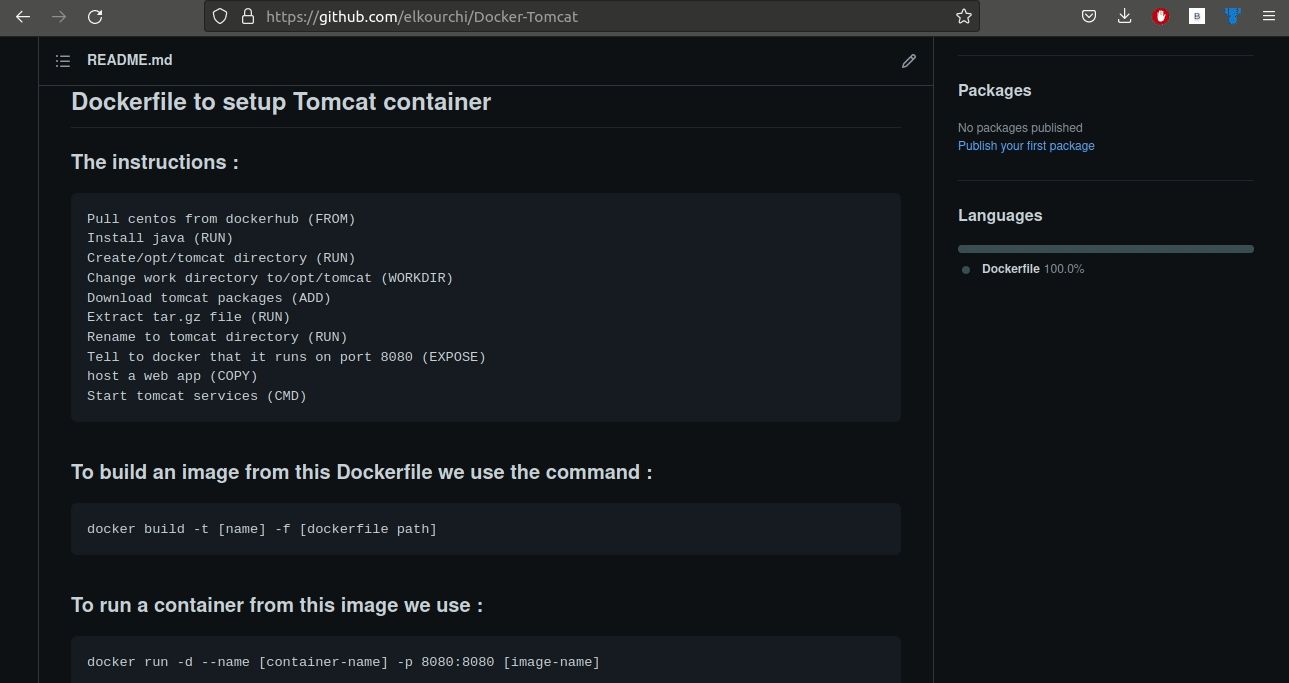 https://github.com/elkourchi/Docker-Tomcat
README.md
Dockerfile to setup Tomcat container
The instructions :
Pull centos from dockerhub (FROM)
Install java (RUN)
Create/opt/tomcat directory (RUN)
Change work directory to/opt/tomcat (WORKDIR)
Download tomcat packages (ADD)
Extract tar.gz file (RUN)
Rename to tomcat directory (RUN)
Tell to docker that it runs on port 8080 (EXPOSE)
host a web app (COPY)
Start tomcat services (CMD)
To build an image from this Dockerfile we use the command :
docker build -t [name] -f [dockerfile path]
To run a container from this image we use :
docker run -d --name [container-name] -p 8080:8080 [image-name]
Packages
No packages published
Publish your first package
Languages
Dockerfile 100.0%
B